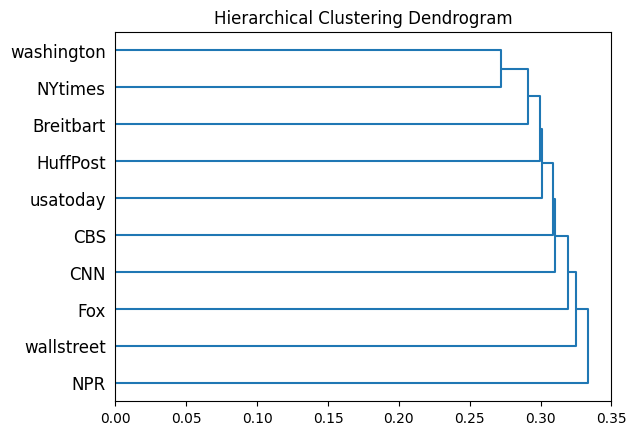 Hierarchical Clustering Dendrogram
washington
NYtimes
Breitbart
HuffPost
usatoday
CBS
CNN
Fox
wallstreet
NPR
0.00 0.05 0.10 0.15 0.20 0.25 0.30 0.35